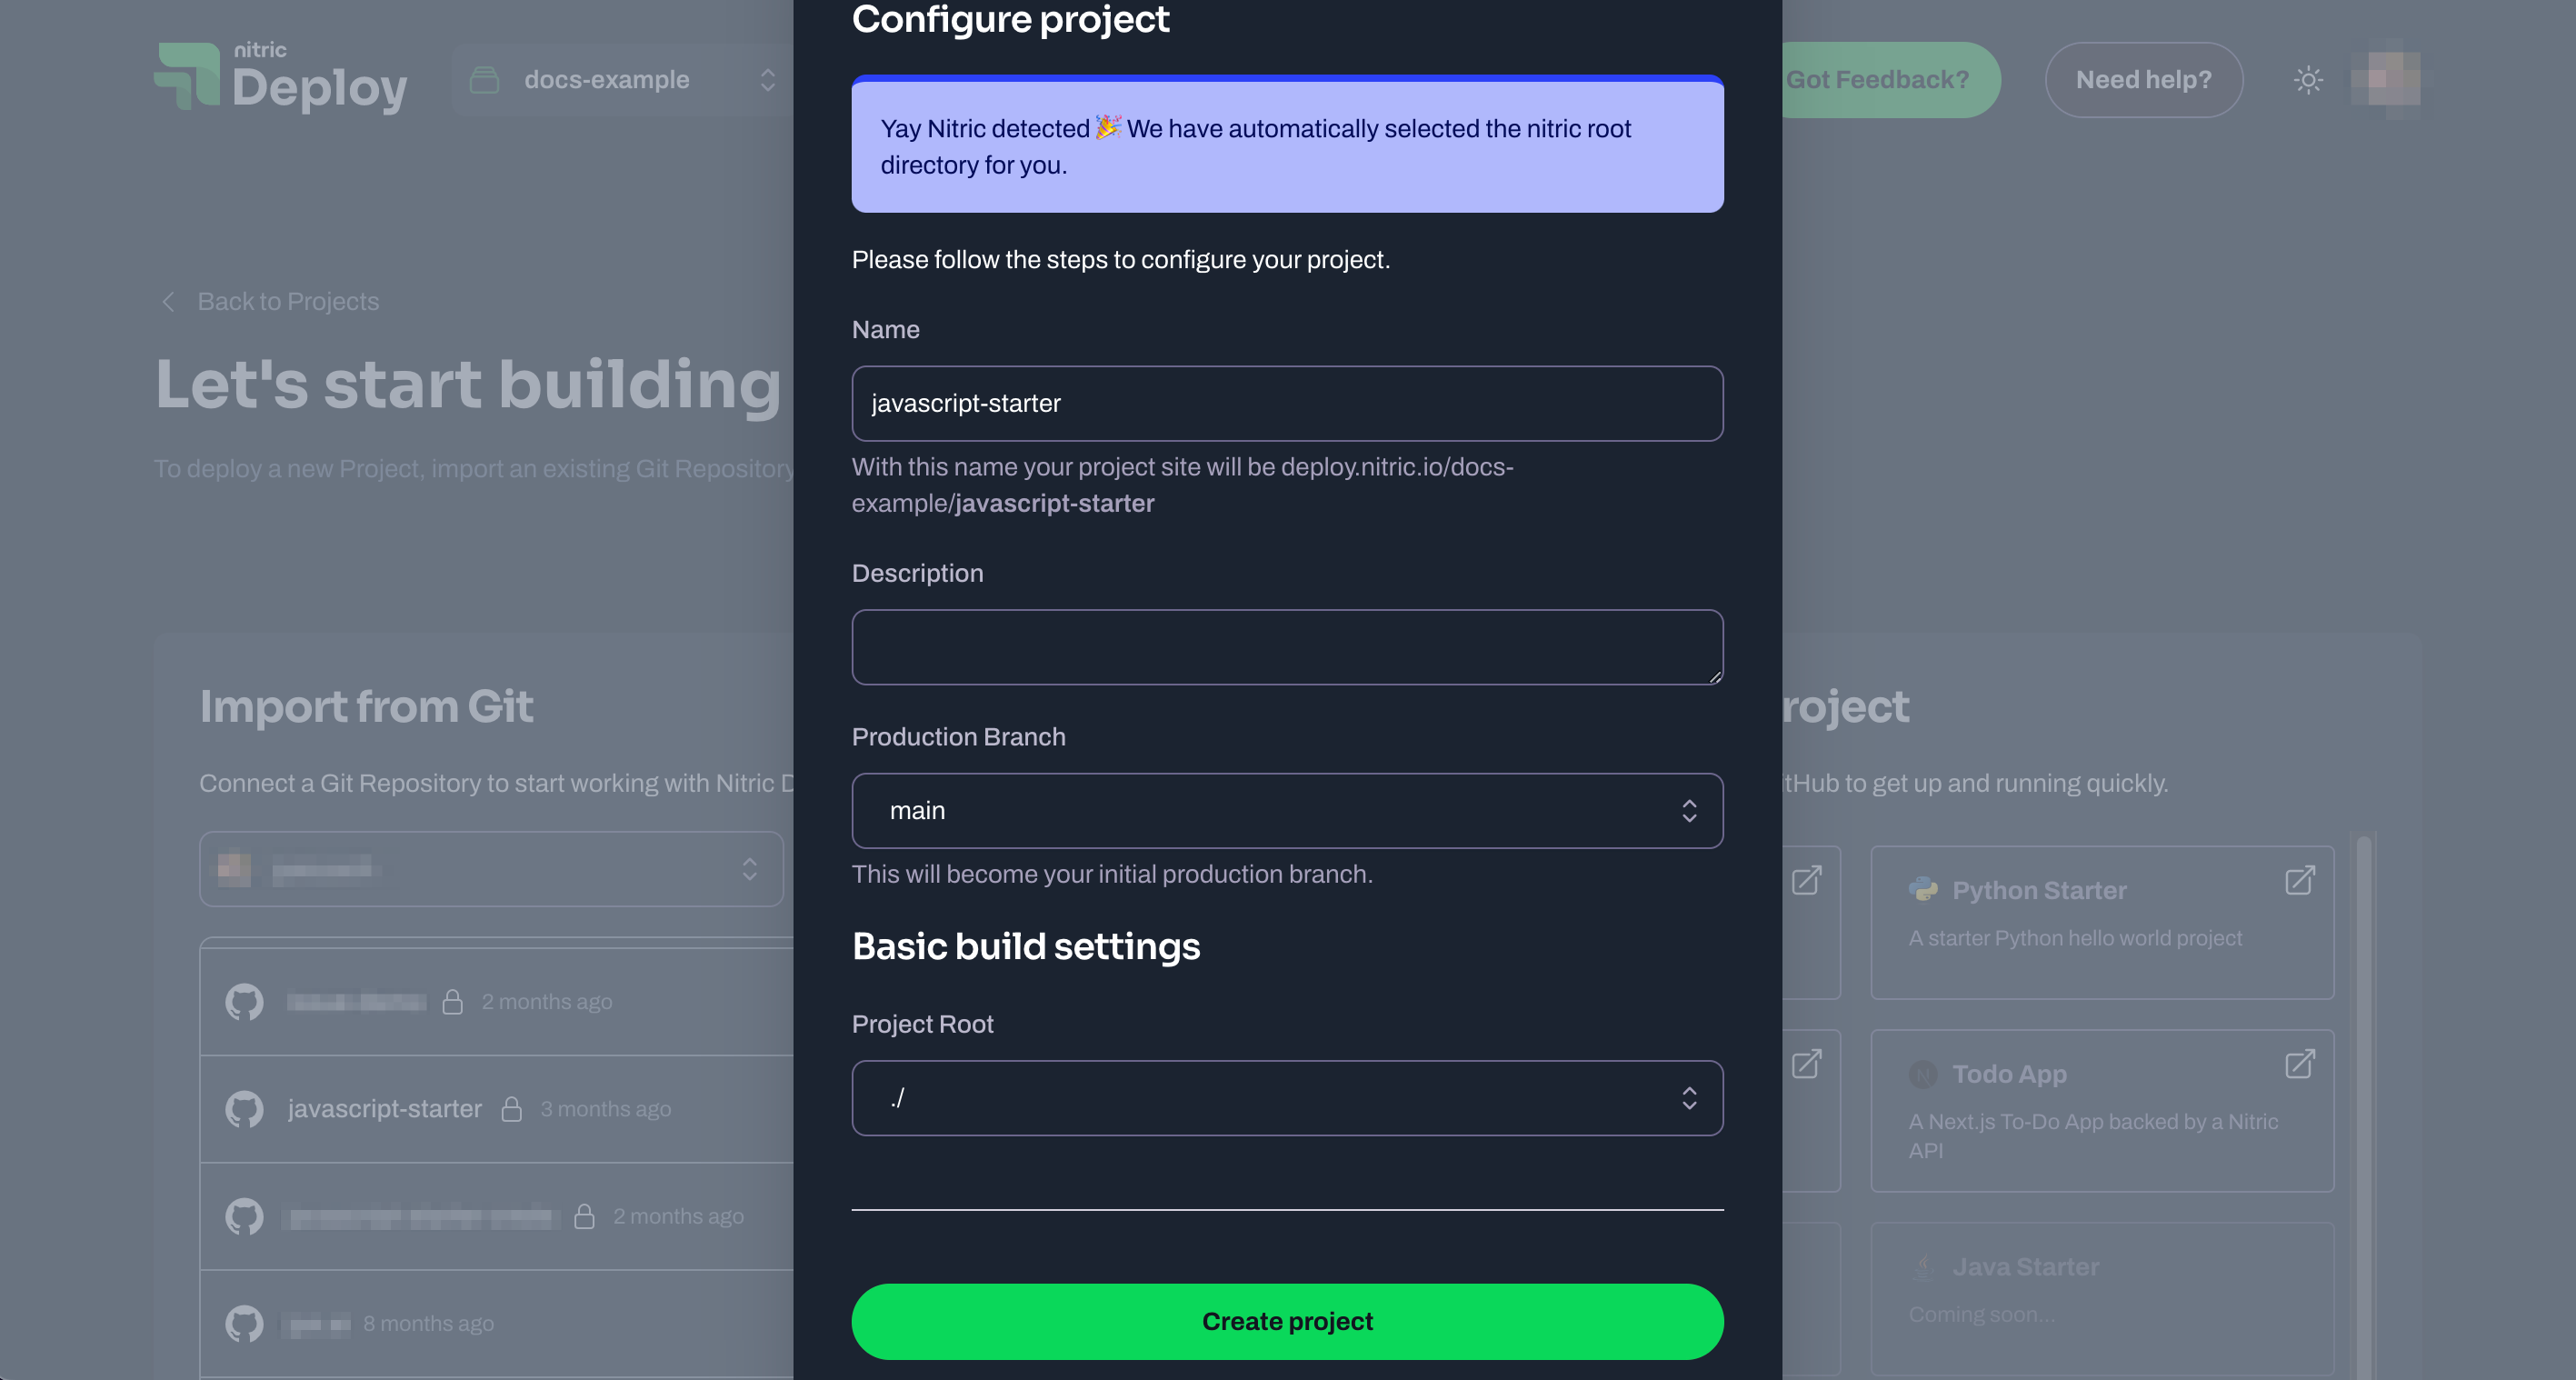 nitric
Deploy
docs-example
Got Feedback?
Need help?
Back to Projects
Let's start building
To deploy a new Project, import an existing Git Repository
Import from Git
Connect a Git Repository to start working with Nitric D
2 months ago
javascript-starter
3 months ago
2 months ago
8 months ago
Configure project
Yay Nitric detected 🎉 We have automatically selected the nitric root
directory for you.
Please follow the steps to configure your project.
Name
javascript-starter
With this name your project site will be deploy.nitric.io/docs-
example/javascript-starter
Description
Production Branch
main
This will become your initial production branch.
Basic build settings
Project Root
./
Create project
roject
tHub to get up and running quickly.
Python Starter
A starter Python hello world project
Todo App
A Next.js To-Do App backed by a Nitric
API
Java Starter
Coming soon...